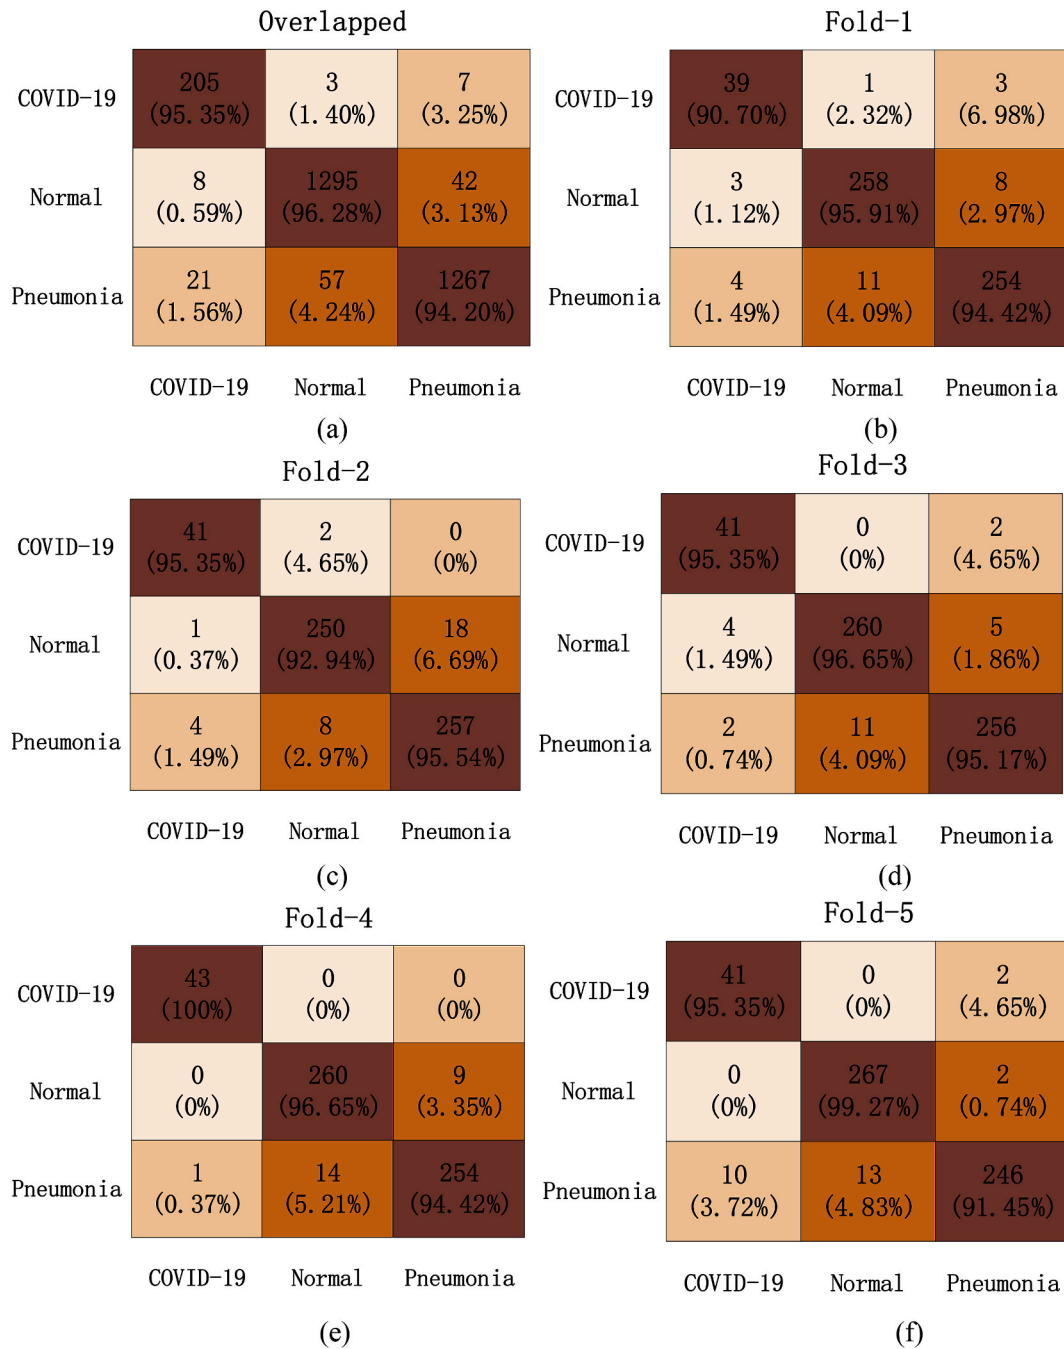 Overlapped
COVID-19 205 3 7
(95.35%) (1.40%) (3.25%)
Normal 8 1295 42
(0.59%) (96.28%) (3.13%)
Pneumonia 21 57 1267
(1.56%) (4.24%) (94.20%)
COVID-19 Normal Pneumonia
(a)
Fold-1
COVID-19 39 1 3
(90.70%) (2.32%) (6.98%)
Normal 3 258 8
(1.12%) (95.91%) (2.97%)
Pneumonia 4 11 254
(1.49%) (4.09%) (94.42%)
COVID-19 Normal Pneumonia
(b)
Fold-2
COVID-19 41 2 0
(95.35%) (4.65%) (0%)
Normal 1 250 18
(0.37%) (92.94%) (6.69%)
Pneumonia 4 8 257
(1.49%) (2.97%) (95.54%)
COVID-19 Normal Pneumonia
(c)
Fold-3
COVID-19 41 0 2
(95.35%) (0%) (4.65%)
Normal 4 260 5
(1.49%) (96.65%) (1.86%)
Pneumonia 2 11 256
(0.74%) (4.09%) (95.17%)
COVID-19 Normal Pneumonia
(d)
Fold-4
COVID-19 43 0 0
(100%) (0%) (0%)
Normal 0 260 9
(0%) (96.65%) (3.35%)
Pneumonia 1 14 254
(0.37%) (5.21%) (94.42%)
COVID-19 Normal Pneumonia
(e)
Fold-5
COVID-19 41 0 2
(95.35%) (0%) (4.65%)
Normal 0 267 2
(0%) (99.27%) (0.74%)
Pneumonia 10 13 246
(3.72%) (4.83%) (91.45%)
COVID-19 Normal Pneumonia
(f)